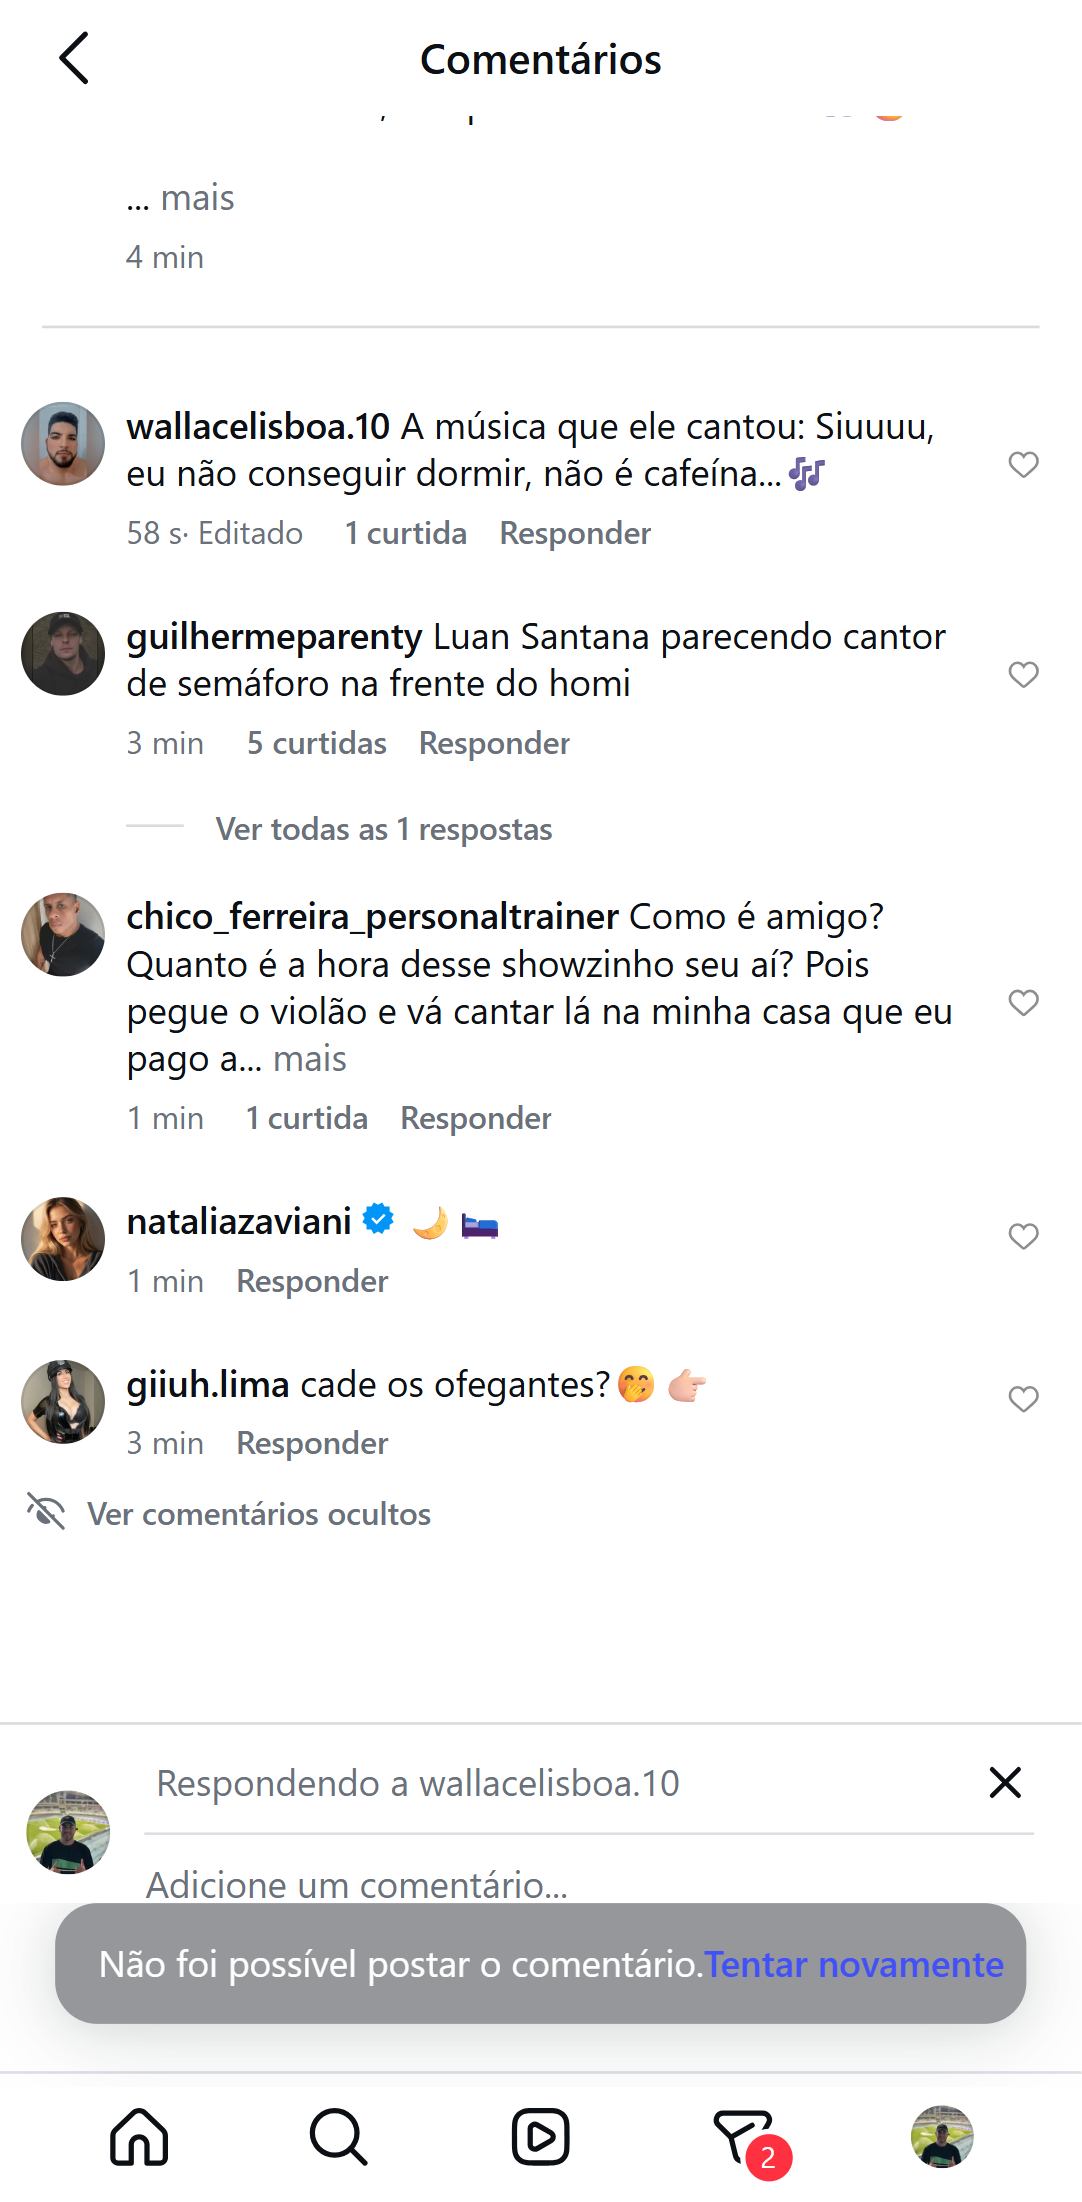 Comentários
... mais
4 min
wallacelisboa.10 A música que ele cantou: Siuuuu,
eu não conseguir dormir, não é cafeína...🎶
58 s· Editado 1 curtida Responder
guilhermeparenty Luan Santana parecendo cantor
de semáforo na frente do homi
3 min 5 curtidas Responder
Ver todas as 1 respostas
chico_ferreira_personaltrainer Como é amigo?
Quanto é a hora desse showzinho seu aí? Pois
pegue o violão e vá cantar lá na minha casa que eu
pago a... mais
1 min 1 curtida Responder
nataliazaviani 🌛 🛏️
1 min Responder
giiuh.lima cade os ofegantes?🤭 👉🏻
3 min Responder
Ver comentários ocultos
Respondendo a wallacelisboa.10
Adicione um comentário...
Não foi possível postar o comentário.Tentar novamente
2